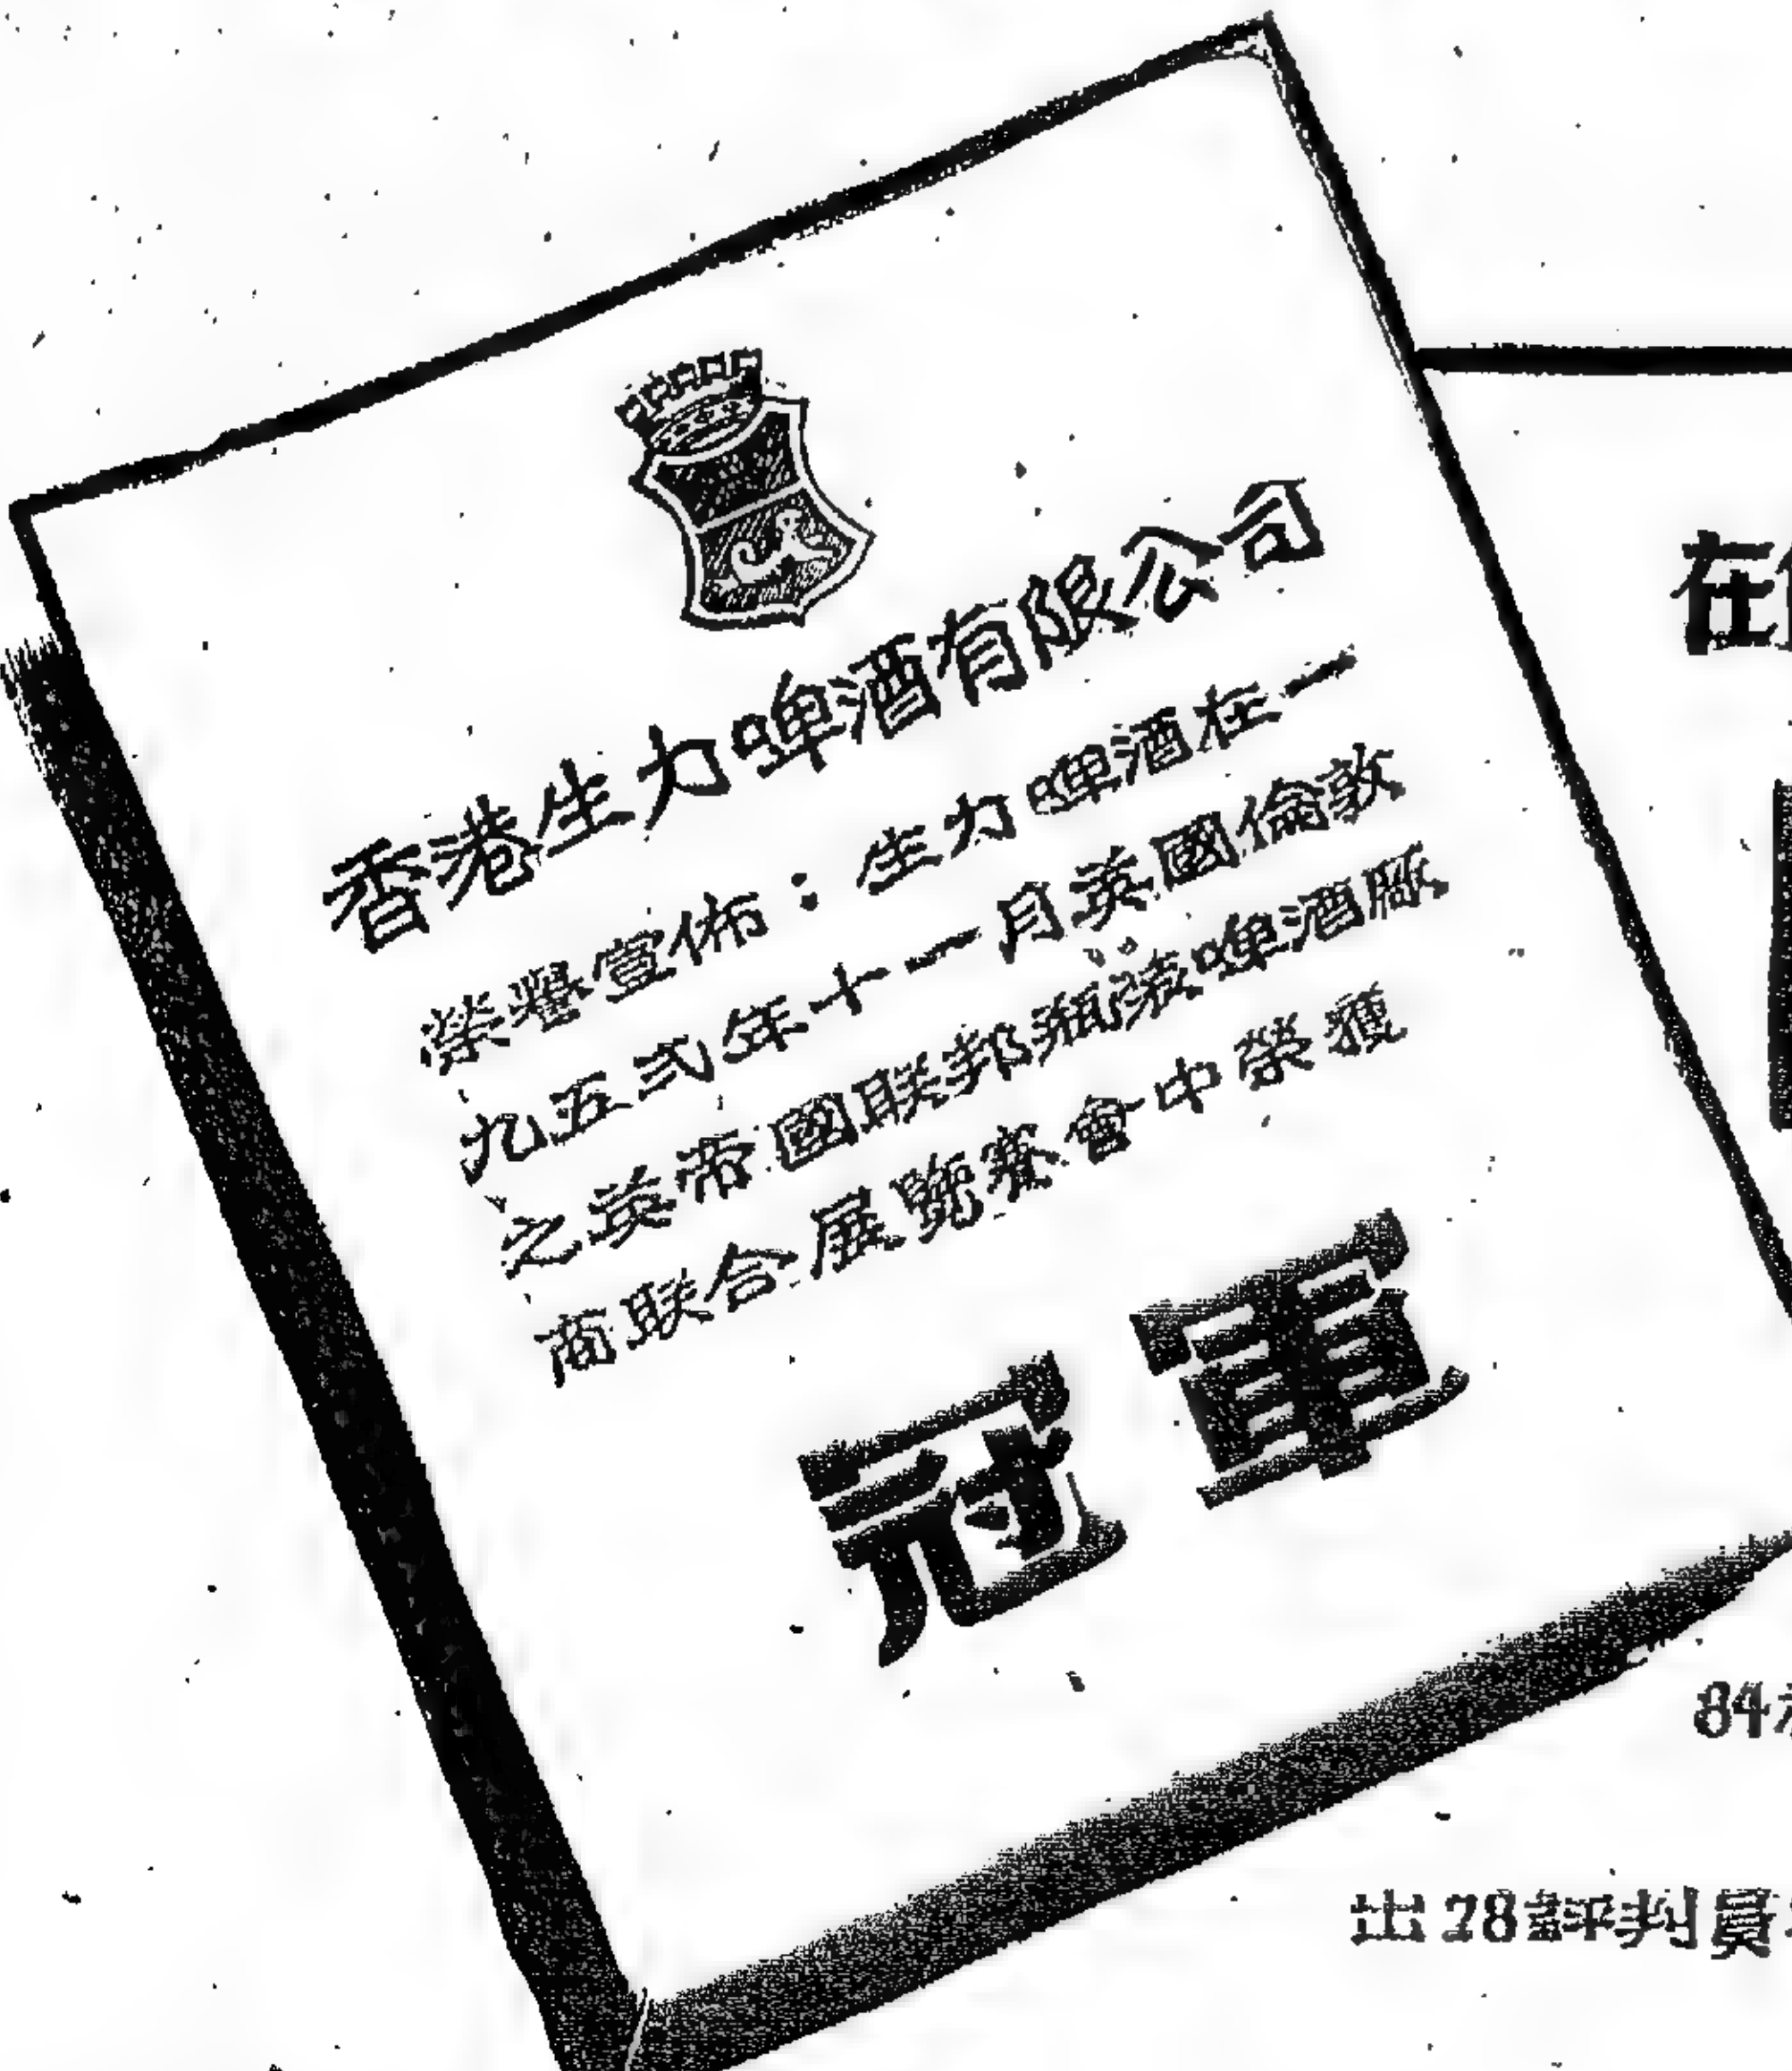 香港生力啤酒有限公司
榮譽宣佈：生力啤酒在一
九五弍年十一月英國倫敦
之英帝國联邦瓶裝啤酒厰
商联合展覽賽會中榮獲
冠軍
在
84
出28評判員